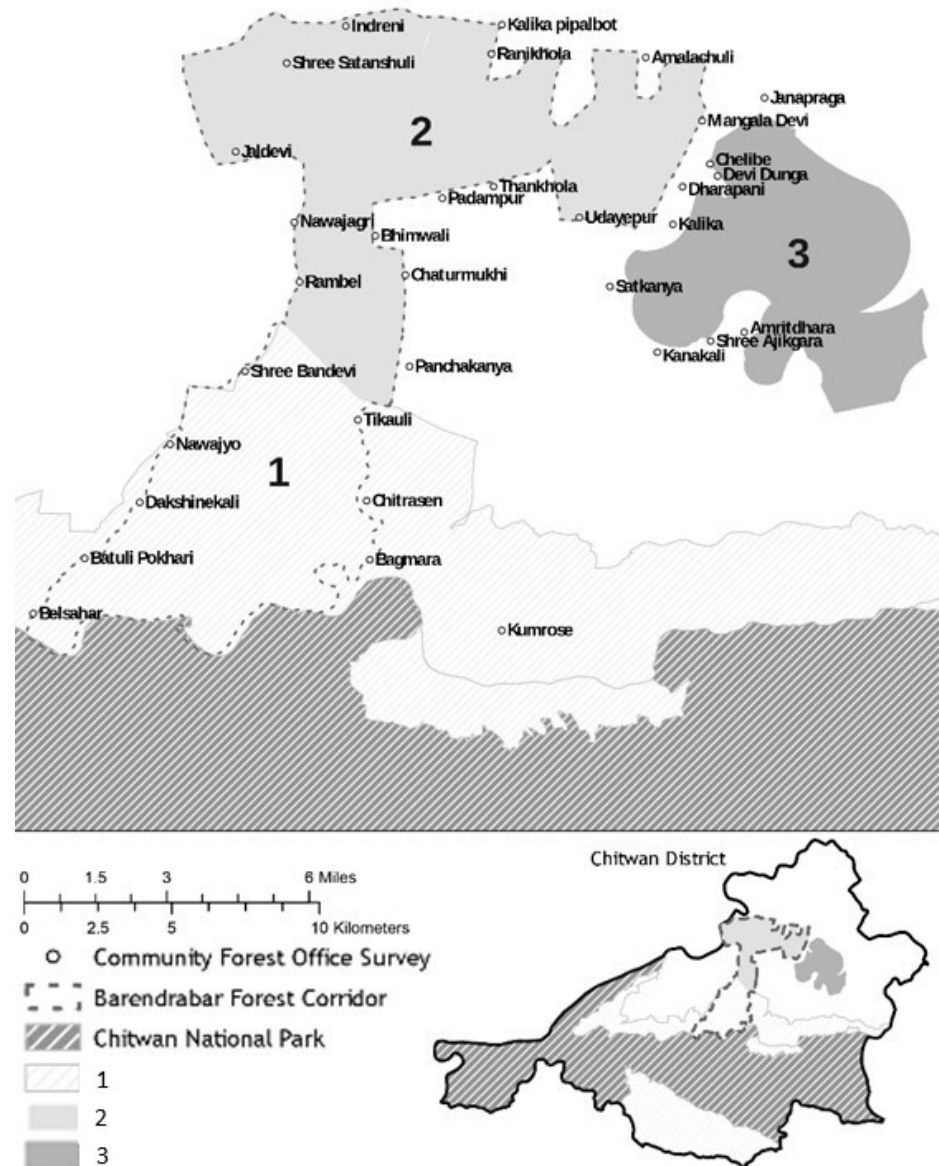 Indreni
Kalika pipalbot
Shree Satanshuli
Ranjkhola
Amalachuli
Janapraga
2
Mangala Devi
Jaldevi
Chelibe
Devi Dunga
Dharapani
Thankhola
Padampur
Nawajagri
Udayepur
Kalika
Bhimwali
3
Chaturmukhi
Rambel
Satkanya
Amritdhara
Shree Ajikgara
Kanakali
Shree Bandevi
Panchakanya
Tikauli
Nawajyo
1
Dakshinekali
Chitrasen
Batuli Pokhari
Bagmara
Belsahar
Kumrose
Chitwan District
0 1.5 3 6 Miles
0 2.5 5 10 Kilometers
Community Forest Office Survey
Barendrabar Forest Corridor
Chitwan National Park
1
2
3